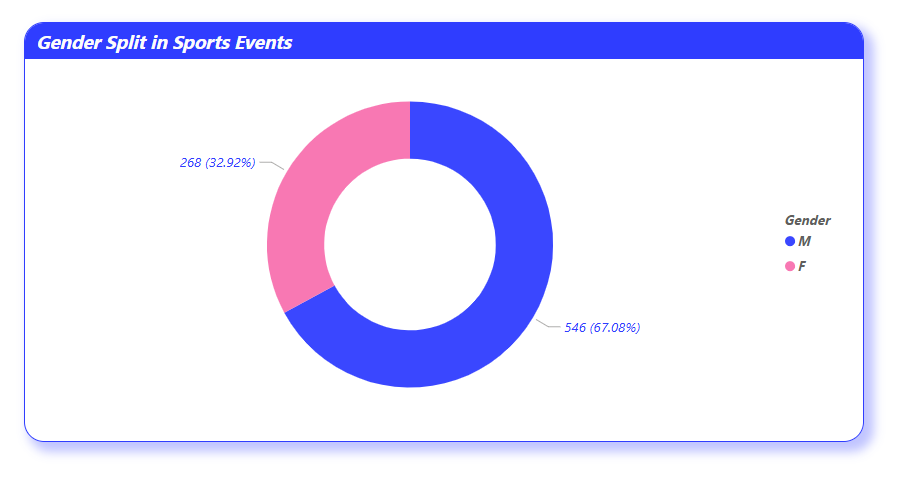 Gender Split in Sports Events
268 (32.92%)
546 (67.08%)
Gender
M
F